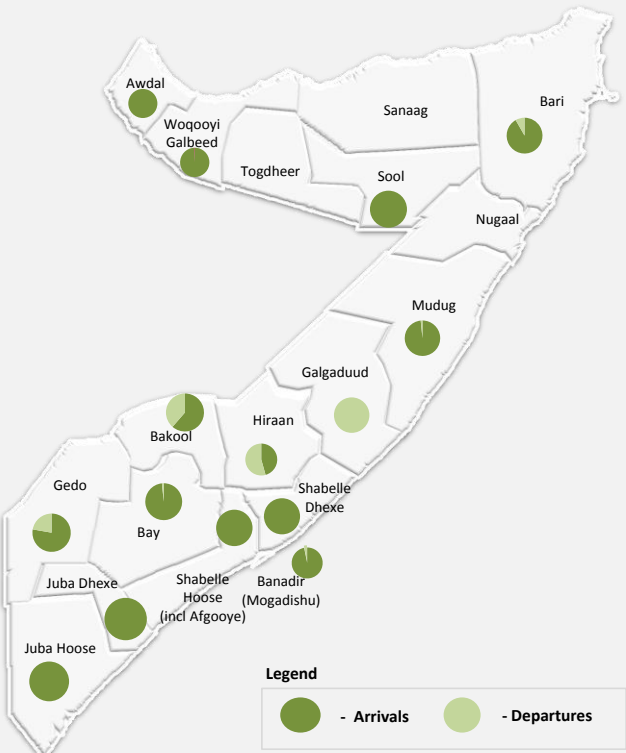 Awdal
Woqooyi
Galbeed
Togdheer
Sanaag
Bari
Sool
Nugaal
Mudug
Galgaduud
Hiraan
Bakool
Gedo
Bay
Shabelle
Dhexe
Juba Dhexe
Shabelle
Hoose
(incl Afgooye)
Banadir
(Mogadishu)
Juba Hoose
Legend
- Arrivals
- Departures